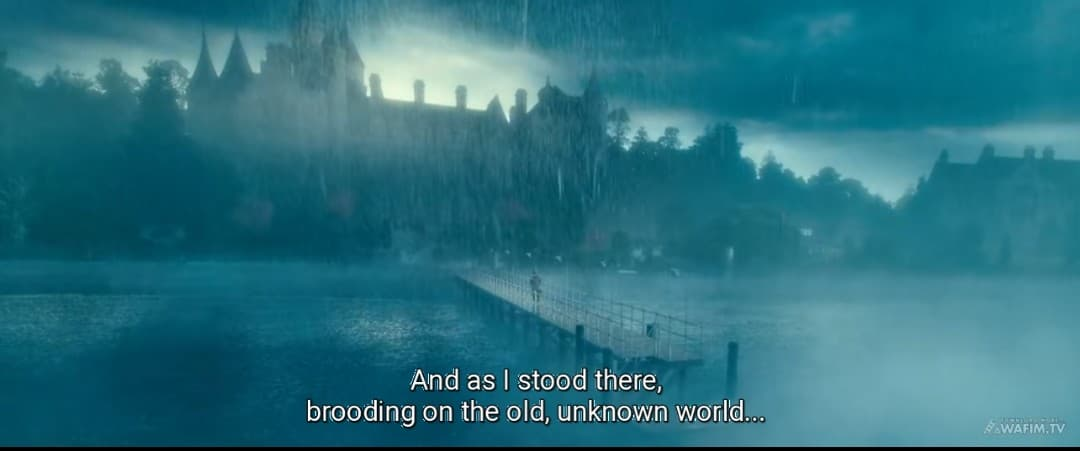 And as I stood there,
brooding on the old, unknown world...
WAFIM.TV